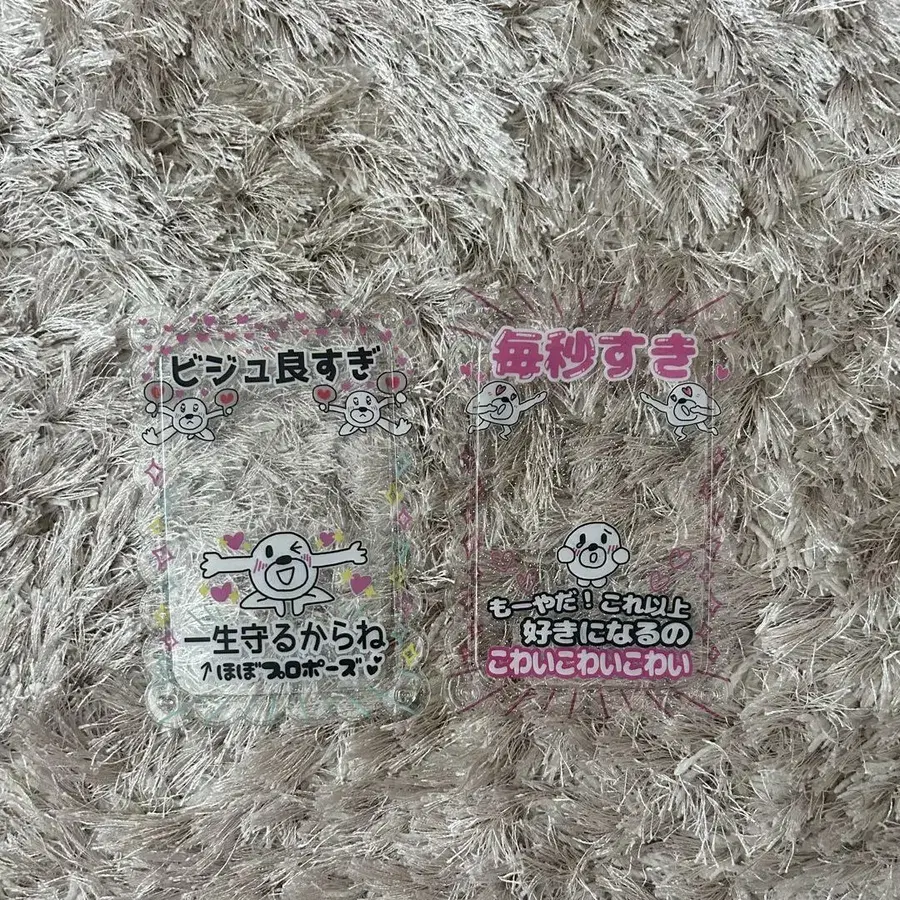 ビジュ良すぎ
一生守るからね
↑ほぼプロポーズ
毎秒すき
もーやだ！これ以上
好きになるの
こわいこわいこわい